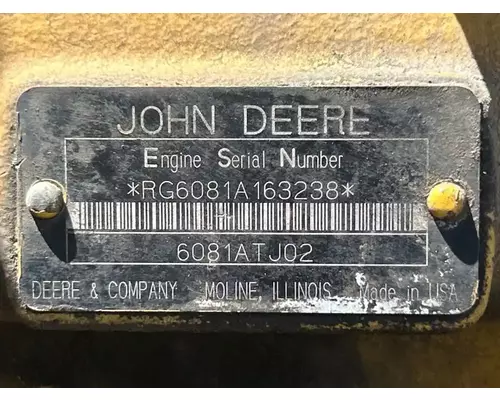 JOHN DEERE
Engine Serial Number
*RG6081A163238*
6081ATJ02
DEERE & COMPANY MOLINE, ILLINOIS Made in USA